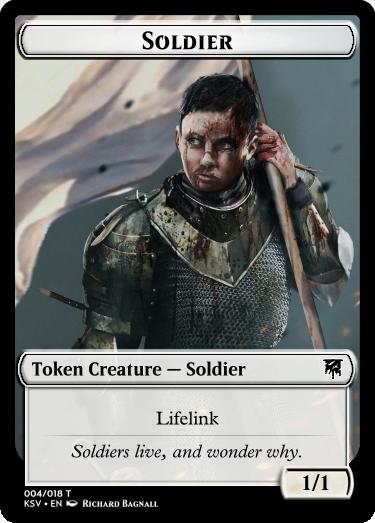 Soldier
Token Creature — Soldier
Lifelink
Soldiers live, and wonder why.
1/1
004/018 T
KSV • EN Richard Bagnall